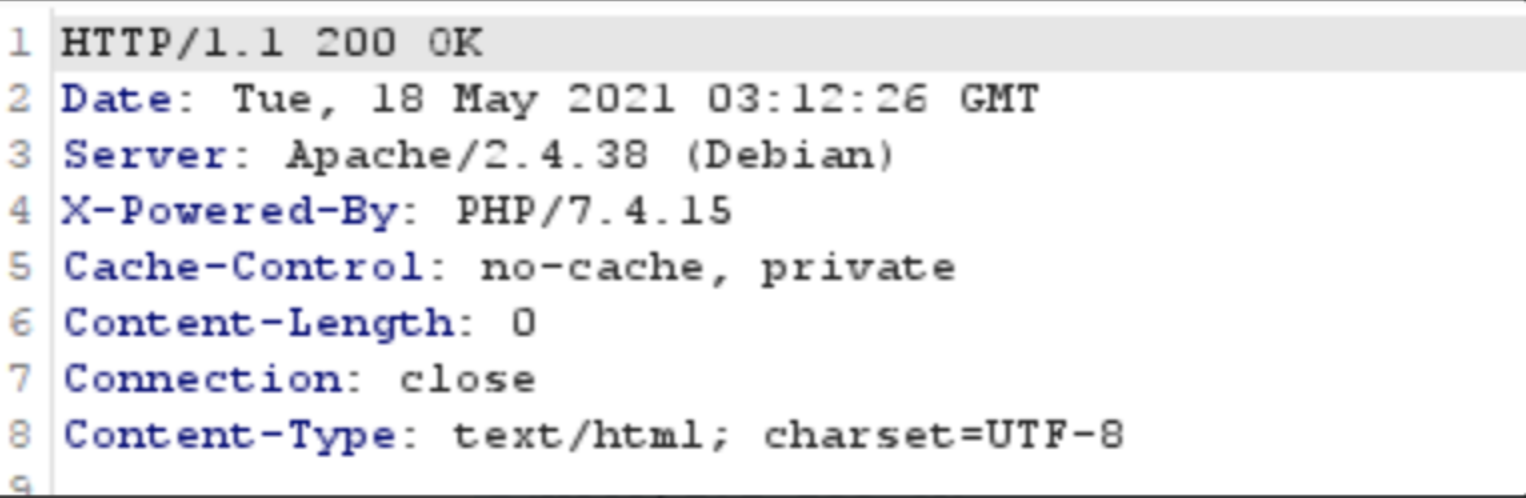 1 HTTP/1.1 200 OK
2 Date: Tue, 18 May 2021 03:12:26 GMT
3 Server: Apache/2.4.38 (Debian)
4 X-Powered-By: PHP/7.4.15
5 Cache-Control: no-cache, private
6 Content-Length: 0
7 Connection: close
8 Content-Type: text/html; charset=UTF-8
9